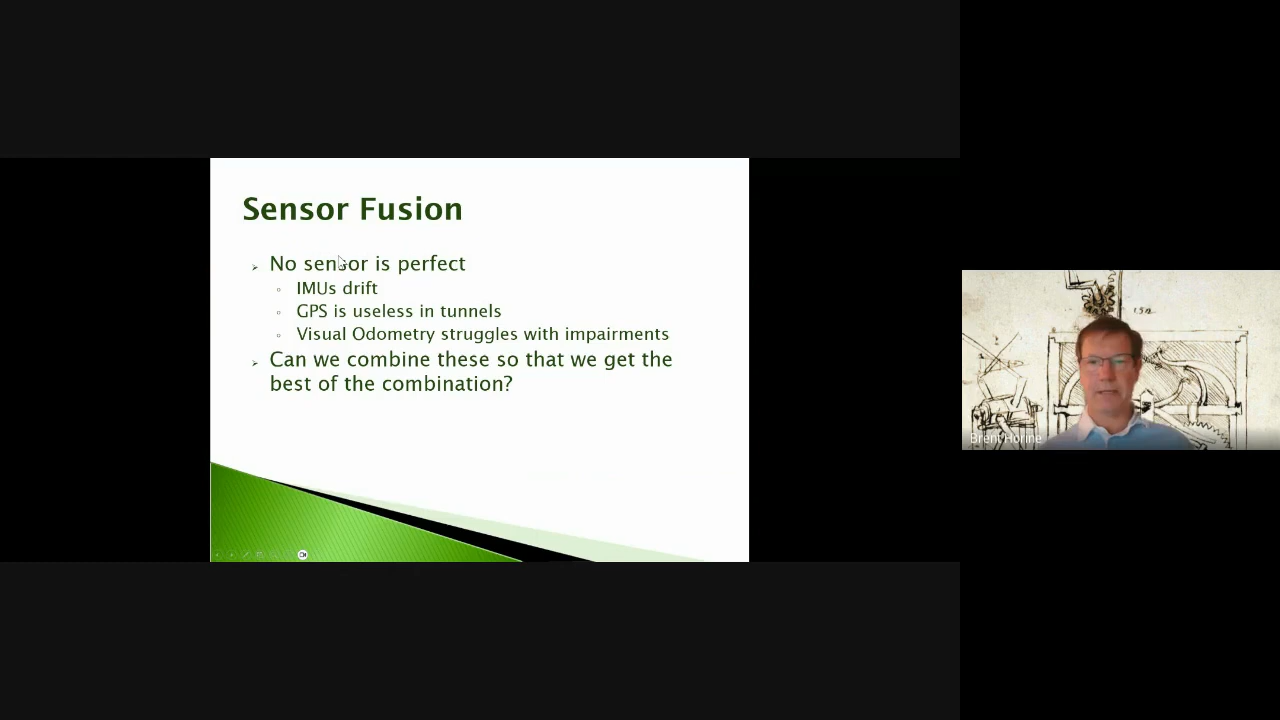 Sensor Fusion
No sensor is perfect
IMUs drift
GPS is useless in tunnels
Visual Odometry struggles with impairments
Can we combine these so that we get the
best of the combination?
Brent Horine